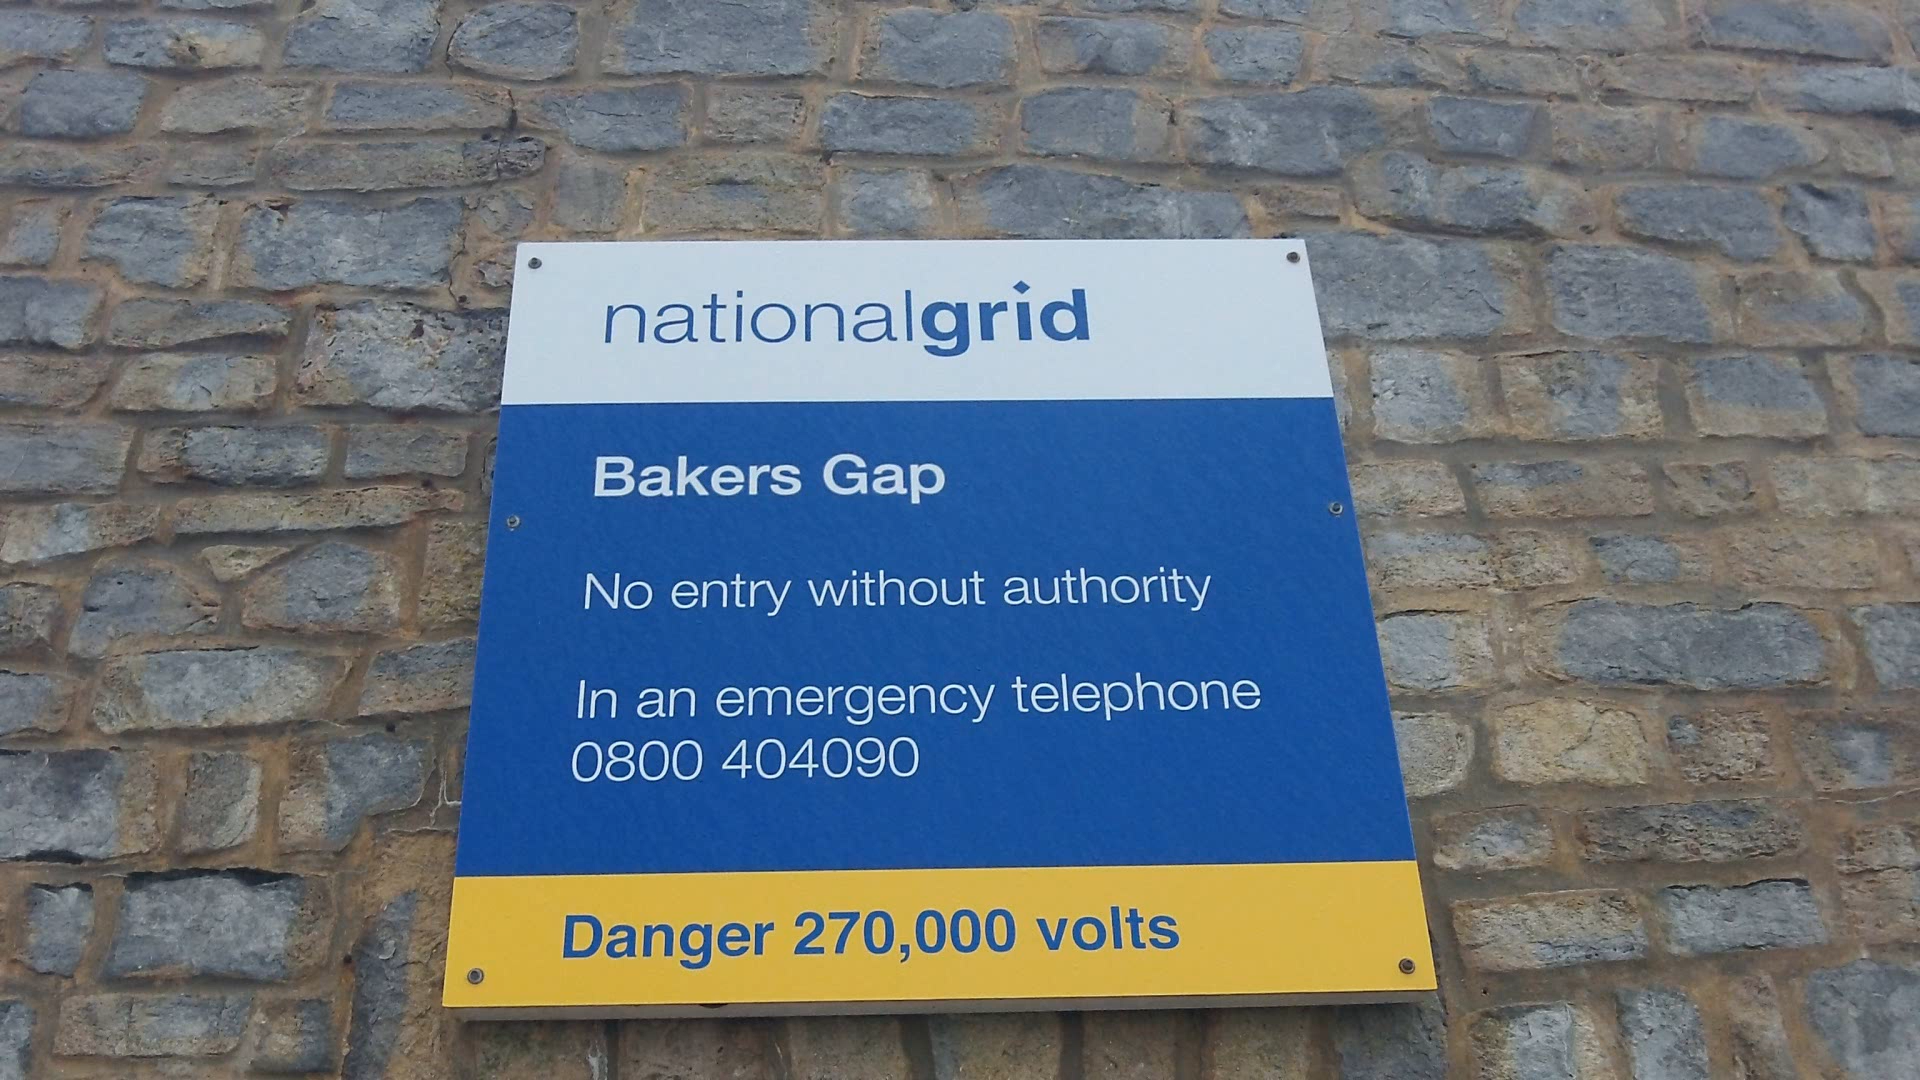 nationalgrid
Bakers Gap
No entry without authority
In an emergency telephone
0800 404090
Danger 270,000 volts